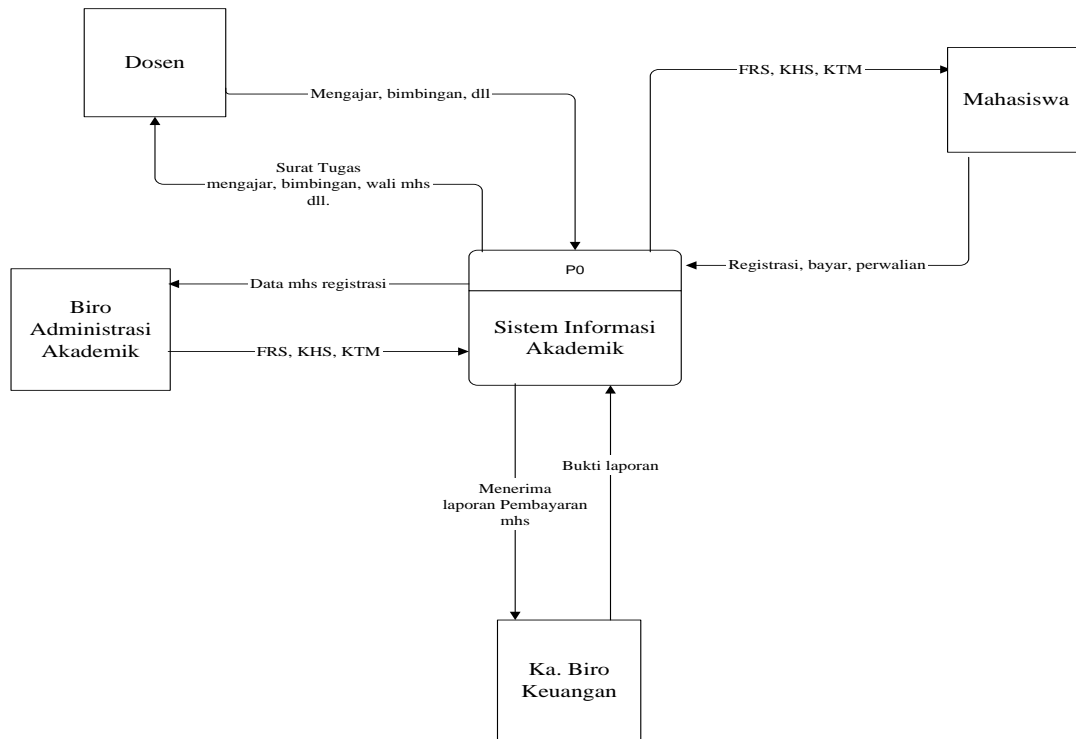 Dosen
Mengajar, bimbingan, dll
FRS, KHS, KTM
Mahasiswa
Surat Tugas
mengajar, bimbingan, wali mhs
dll.
P0
Registrasi, bayar, perwalian
Biro
Administrasi
Akademik
Data mhs registrasi
FRS, KHS, KTM
Sistem Informasi
Akademik
Menerima
laporan Pembayaran
mhs
Bukti laporan
Ka. Biro
Keuangan